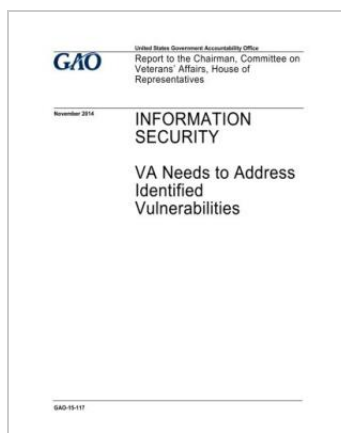 United States Government Accountability Office
GAO
Report to the Chairman, Committee on
Veterans' Affairs, House of
Representatives
November 2014
INFORMATION
SECURITY
VA Needs to Address
Identified
Vulnerabilities
GAO-15-117